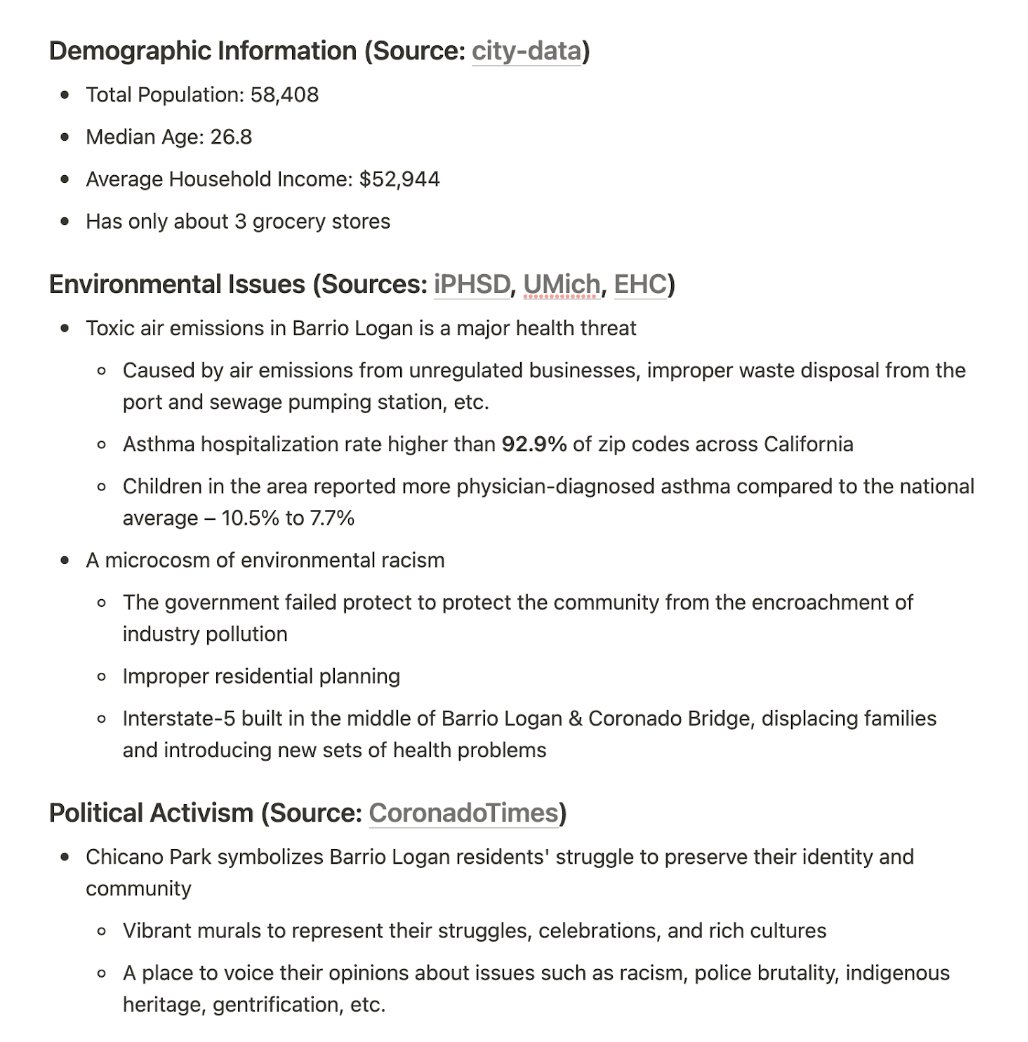 Demographic Information (Source: city-data)
• Total Population: 58,408
• Median Age: 26.8
• Average Household Income: $52,944
• Has only about 3 grocery stores
Environmental Issues (Sources: iPHSD, UMich, EHC)
• Toxic air emissions in Barrio Logan is a major health threat
◦ Caused by air emissions from unregulated businesses, improper waste disposal from the
port and sewage pumping station, etc.
◦ Asthma hospitalization rate higher than 92.9% of zip codes across California
◦ Children in the area reported more physician-diagnosed asthma compared to the national
average – 10.5% to 7.7%
• A microcosm of environmental racism
◦ The government failed protect to protect the community from the encroachment of
industry pollution
◦ Improper residential planning
◦ Interstate-5 built in the middle of Barrio Logan & Coronado Bridge, displacing families
and introducing new sets of health problems
Political Activism (Source: CoronadoTimes)
• Chicano Park symbolizes Barrio Logan residents' struggle to preserve their identity and
community
◦ Vibrant murals to represent their struggles, celebrations, and rich cultures
◦ A place to voice their opinions about issues such as racism, police brutality, indigenous
heritage, gentrification, etc.